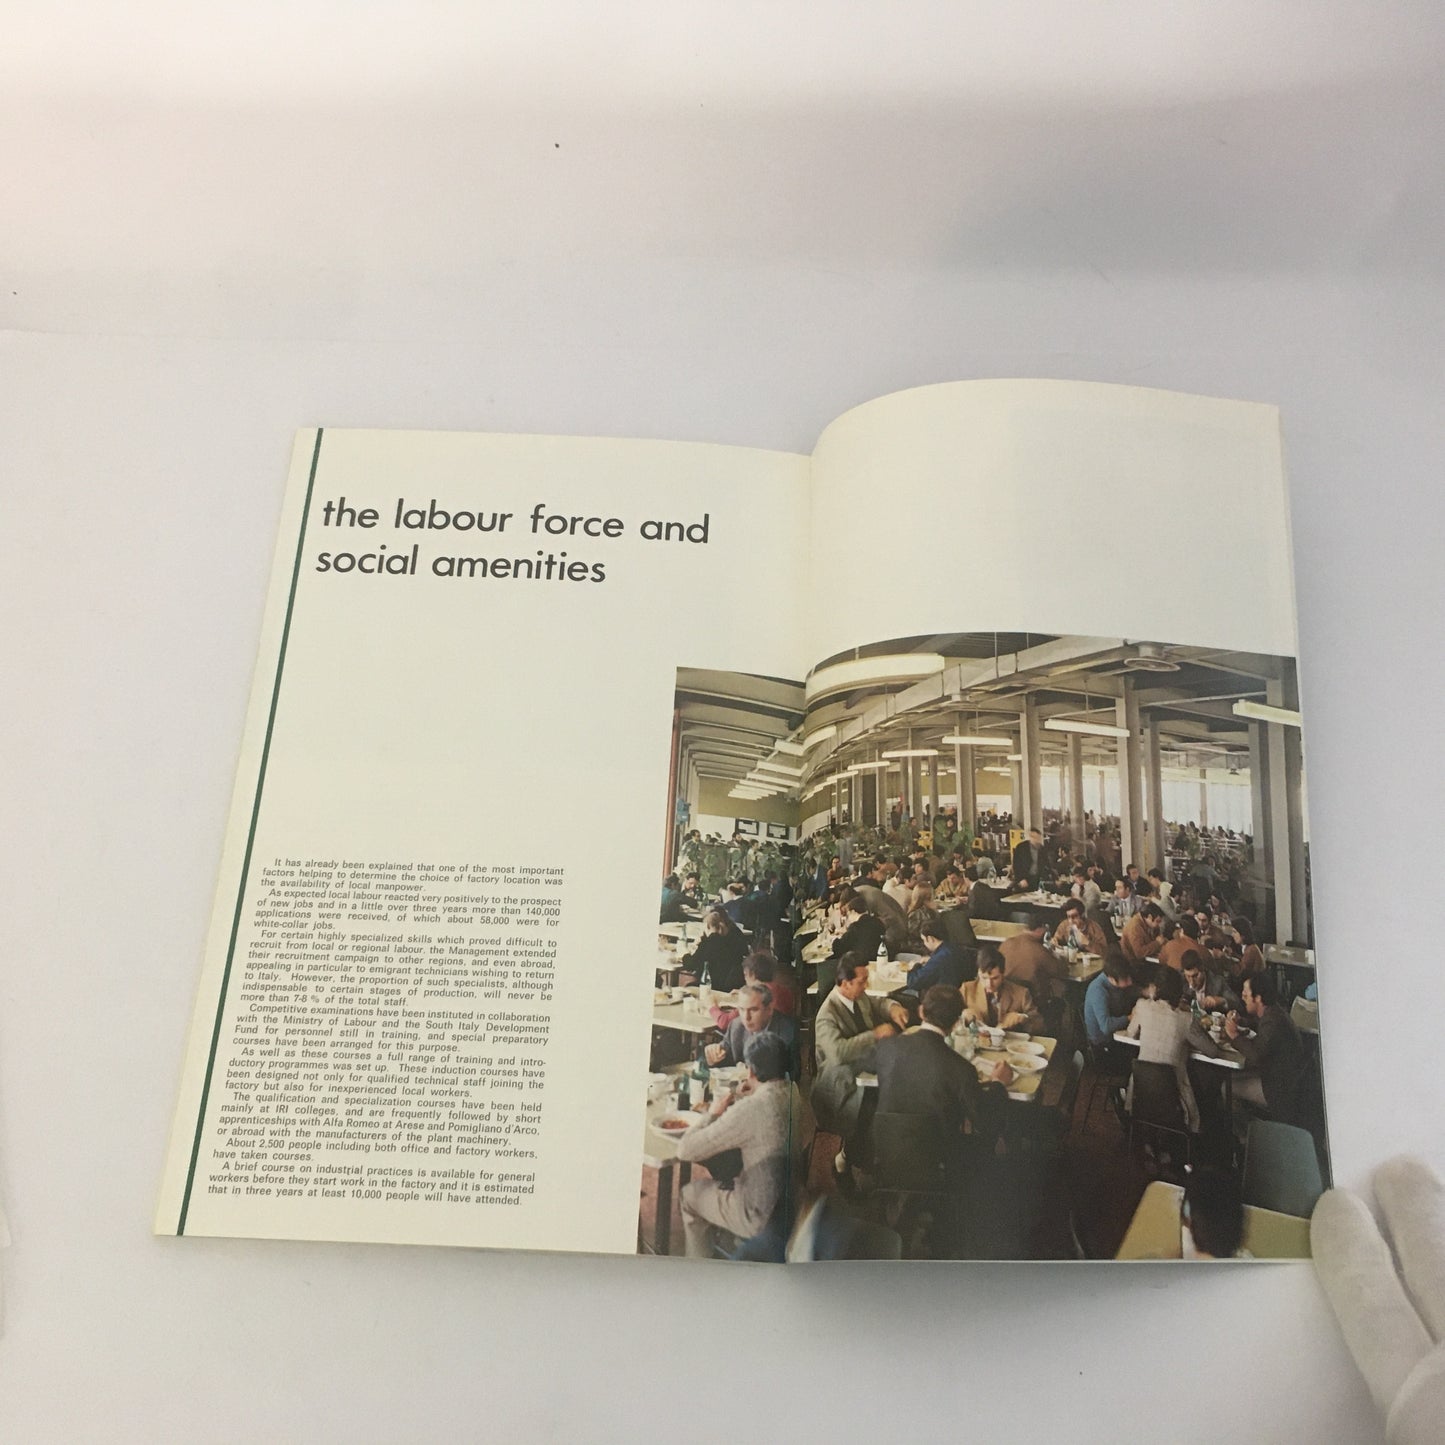 the labour force and
social amenities
It has already been explained that one of the most important
factors helping to determine the choice of factory location was
the availability of local manpower.
As expected local labour reacted very positively to the prospect
of new jobs and in a little over three years more than 140,000
applications were received, of which about 58,000 were for
white-collar jobs.
For certain highly specialized skills which proved difficult to
recruit from local or regional labour, the Management extended
their recruitment campaign to other regions, and even abroad,
appealing in particular to emigrant technicians wishing to return
to Italy. However, the proportion of such specialists, although
indispensable to certain stages of production, will never be
more than 7-8 % of the total staff.
Competitive examinations have been instituted in collaboration
with the Ministry of Labour and the South Italy Development
Fund for personnel still in training, and special preparatory
courses have been arranged for this purpose.
As well as these courses a full range of training and intro-
ductory programmes was set up. These induction courses have
been designed not only for qualified technical staff joining the
factory but also for inexperienced local workers.
The qualification and specialization courses have been held
mainly at IRI colleges, and are frequently followed by short
apprenticeships with Alfa Romeo at Arese and Pomigliano d'Arco,
or abroad with the manufacturers of the plant machinery.
About 2,500 people including both office and factory workers,
have taken courses.
A brief course on industrial practices is available for general
workers before they start work in the factory and it is estimated
that in three years at least 10,000 people will have attended.